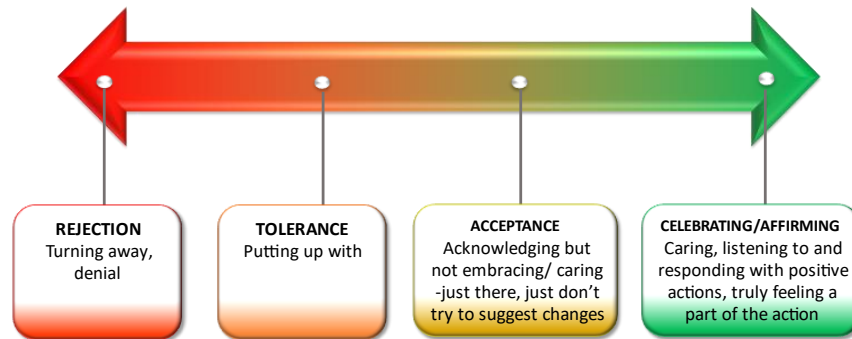 REJECTION
Turning away,
denial
TOLERANCE
Putting up with
ACCEPTANCE
Acknowledging but
not embracing/ caring
-just there, just don’t
try to suggest changes
CELEBRATING/AFFIRMING
Caring, listening to and
responding with positive
actions, truly feeling a
part of the action